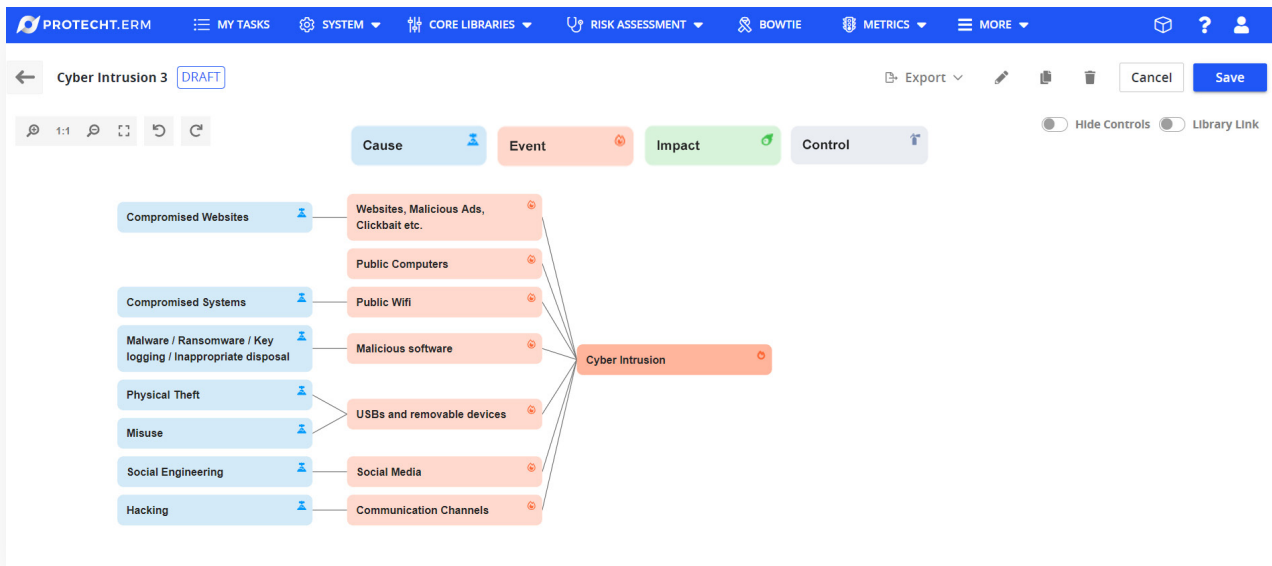 PROTECHT.ERM MY TASKS SYSTEM CORE LIBRARIES RISK ASSESSMENT BOWTIE METRICS MORE ?
Cyber Intrusion 3 DRAFT Export Cancel Save
1:1 Hide Controls Library Link
Cause Event Impact Control
Compromised Websites
Websites, Malicious Ads,
Clickbait etc.
Public Computers
Compromised Systems
Public Wifi
Malware / Ransomware / Key
logging / Inappropriate disposal
Malicious software
Cyber Intrusion
Physical Theft
USBs and removable devices
Misuse
Social Engineering
Social Media
Hacking
Communication Channels